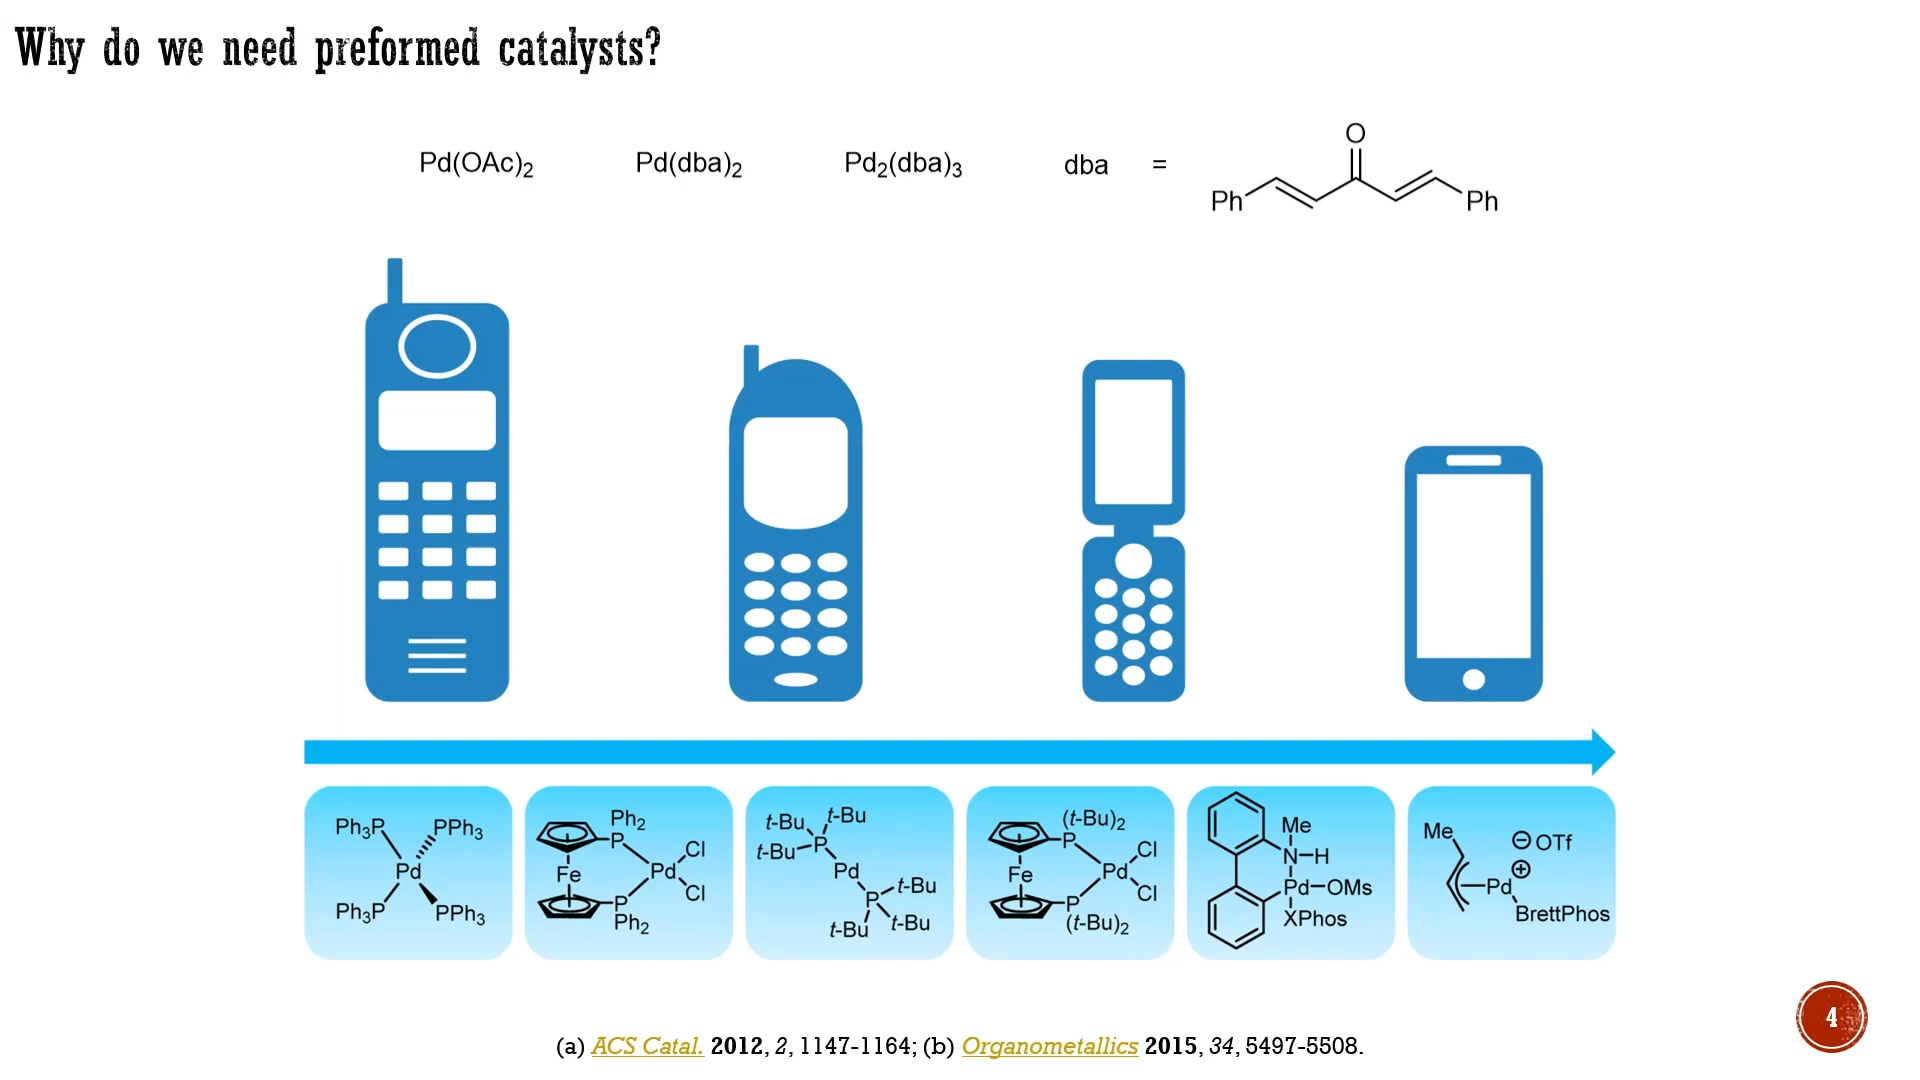 Why do we need preformed catalysts?
Pd(OAc)₂ Pd(dba)₂ Pd₂(dba)₃ dba =
O
Ph Ph
Ph₃P PPh₃
Pd
Ph₃P PPh₃
Ph₂
P
Cl
Fe Pd
Cl
P
Ph₂
t-Bu t-Bu
t-Bu P
Pd
P t-Bu
t-Bu t-Bu
(t-Bu)₂
P
Cl
Fe Pd
Cl
P
(t-Bu)₂
Me
N H
Pd OMs
XPhos
Me
⊖ OTf
⊕
Pd
BrettPhos
4
(a) ACS Catal. 2012, 2, 1147-1164; (b) Organometallics 2015, 34, 5497-5508.